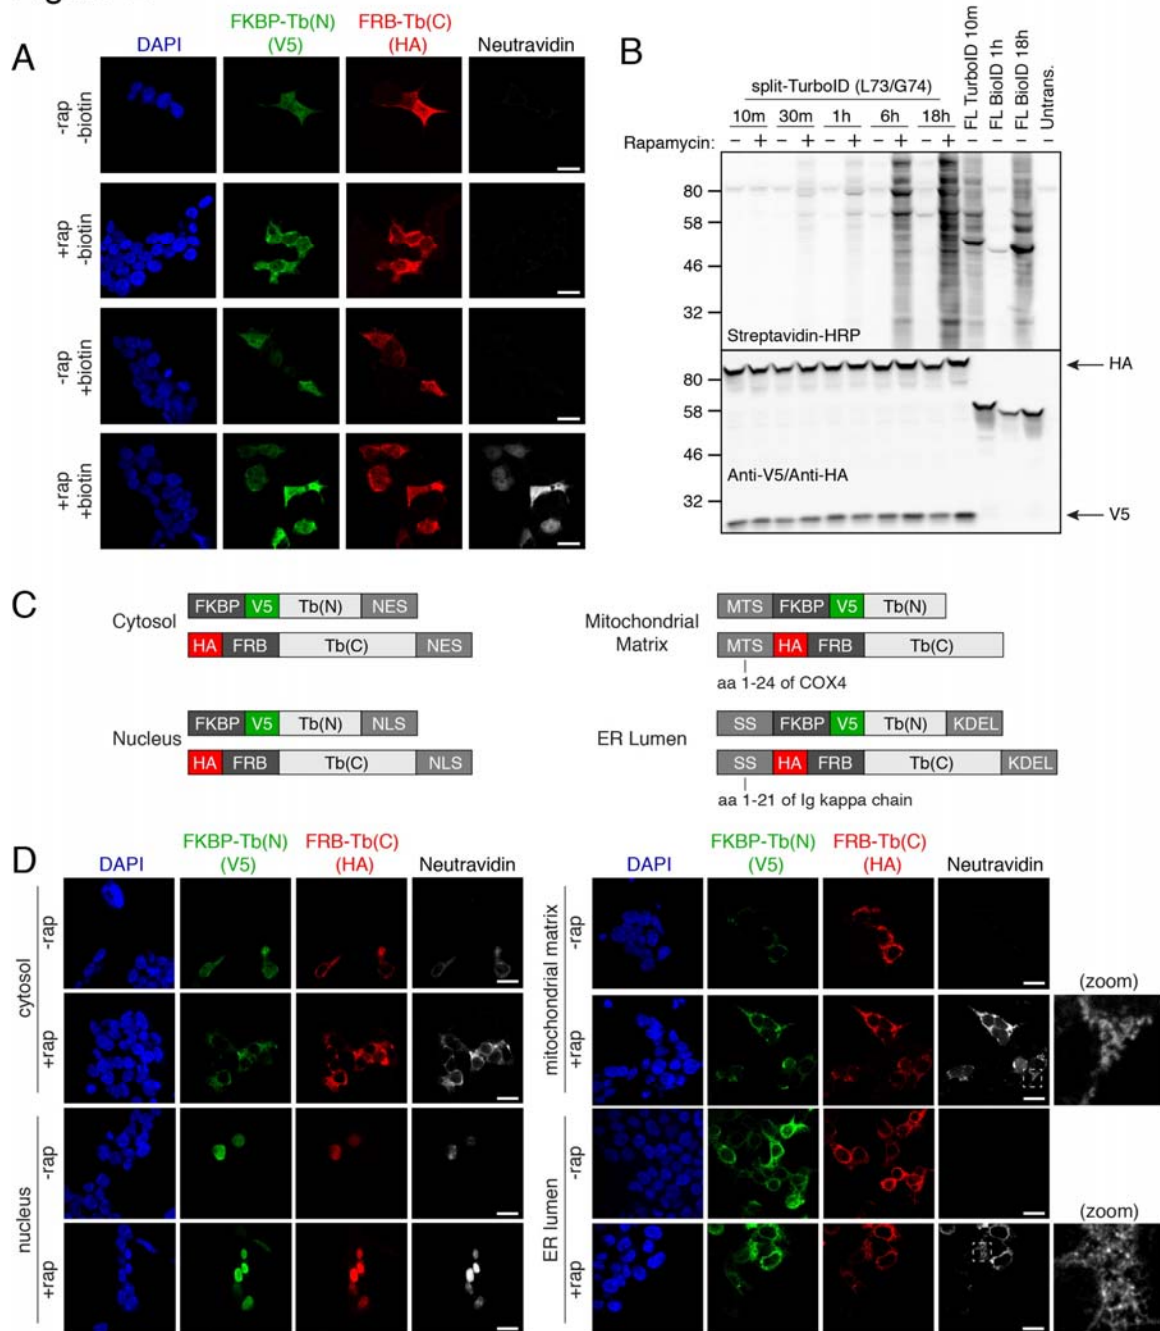 A
DAPI
FKBP-Tb(N)
(V5)
FRB-Tb(C)
(HA)
Neutravidin
-rap
-biotin
+rap
-biotin
-rap
+biotin
+rap
+biotin
B
split-TurboID (L73/G74)
10m 30m 1h 6h 18h
FL TurboID 10m
FL BioID 1h
FL BioID 18h
Untrans.
Rapamycin: - + - + - + - + - + - - - -
80
58
46
32
Streptavidin-HRP
80
58
46
32
Anti-V5/Anti-HA
HA
V5
C
Cytosol
FKBP V5 Tb(N) NES
HA FRB Tb(C) NES
Nucleus
FKBP V5 Tb(N) NLS
HA FRB Tb(C) NLS
Mitochondrial
Matrix
MTS FKBP V5 Tb(N)
MTS HA FRB Tb(C)
aa 1-24 of COX4
ER Lumen
SS FKBP V5 Tb(N) KDEL
SS HA FRB Tb(C) KDEL
aa 1-21 of Ig kappa chain
D
DAPI
FKBP-Tb(N)
(V5)
FRB-Tb(C)
(HA)
Neutravidin
cytosol
-rap
+rap
nucleus
-rap
+rap
DAPI
FKBP-Tb(N)
(V5)
FRB-Tb(C)
(HA)
Neutravidin
mitochondrial matrix
-rap
+rap
(zoom)
ER lumen
-rap
+rap
(zoom)